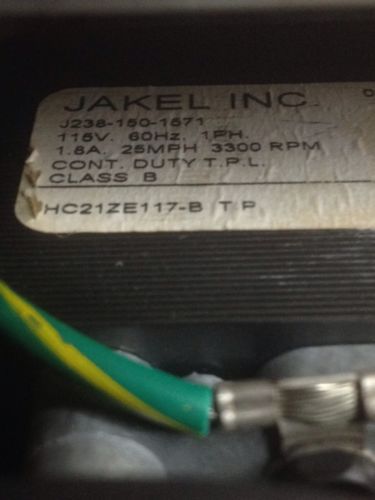 JAKEL INC.
J238-150-1571
115V. 60Hz. 1PH.
1.8A. 25MPH 3300 RPM
CONT. DUTY T.P.L.
CLASS B
HC21ZE117-B T P